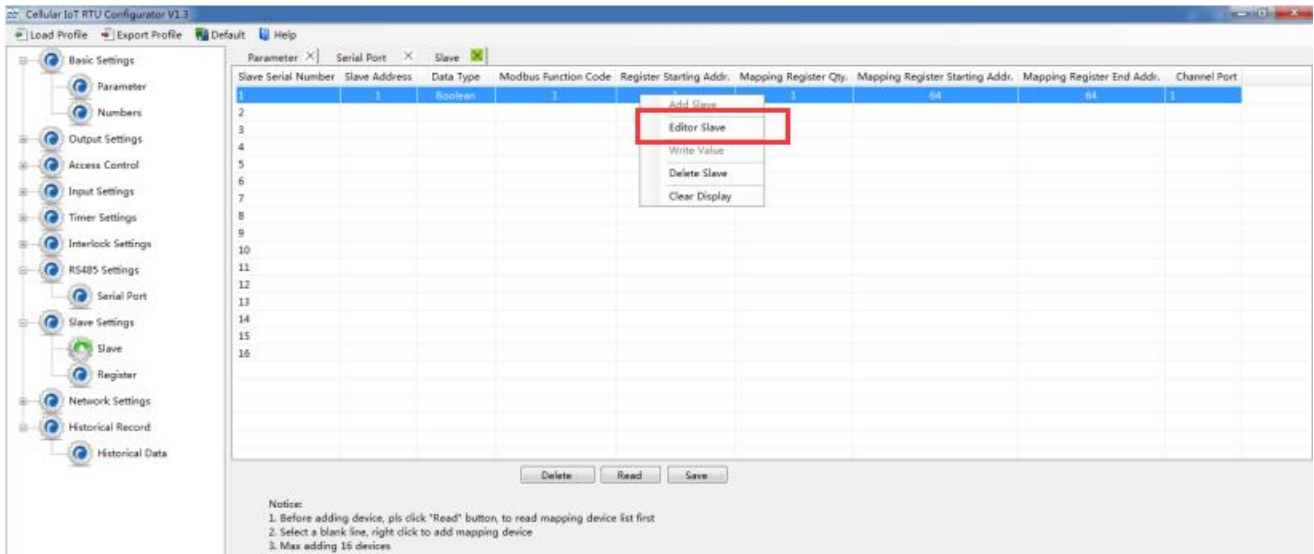 Cellular IoT RTU Configurator V1.3
Load Profile Export Profile Default Help
Basic Settings
Parameter
Numbers
Output Settings
Access Control
Input Settings
Timer Settings
Interlock Settings
RS485 Settings
Serial Port
Slave Settings
Slave
Register
Network Settings
Historical Record
Historical Data
Parameter Serial Port Slave
Slave Serial Number Slave Address Data Type Modbus Function Code Register Starting Addr. Mapping Register Qty. Mapping Register Starting Addr. Mapping Register End Addr. Channel Port
1 1 Boolean 1 1 64 64 1
2
3
4
5
6
7
8
9
10
11
12
13
14
15
16
Add Slave
Editor Slave
Write Value
Delete Slave
Clear Display
Delete Read Save
Notice:
1. Before adding device, pls click "Read" button, to read mapping device list first
2. Select a blank line, right click to add mapping device
3. Max adding 16 devices